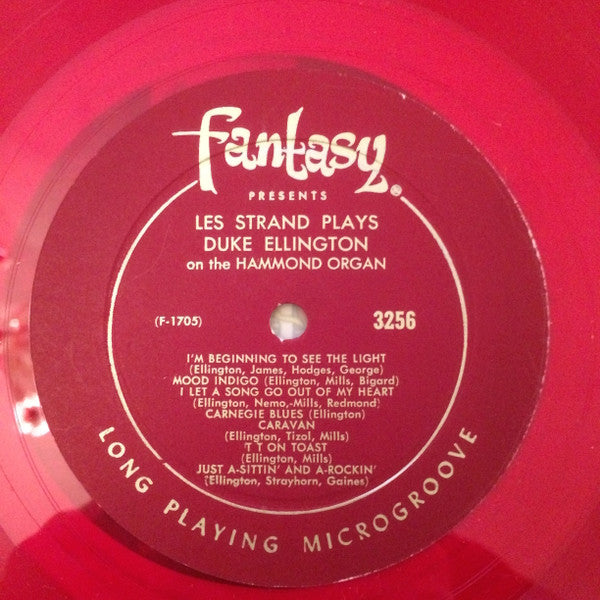 fantasy®
PRESENTS
LES STRAND PLAYS
DUKE ELLINGTON
on the HAMMOND ORGAN
(F-1705)
3256
I'M BEGINNING TO SEE THE LIGHT
(Ellington, James, Hodges, George)
MOOD INDIGO (Ellington, Mills, Bigard)
I LET A SONG GO OUT OF MY HEART
(Ellington, Nemo, Mills, Redmond)
CARNEGIE BLUES (Ellington)
CARAVAN
(Ellington, Tizol, Mills)
T T ON TOAST
(Ellington, Mills)
JUST A-SITTIN' AND A-ROCKIN'
(Ellington, Strayhorn, Gaines)
LONG PLAYING MICROGROOVE